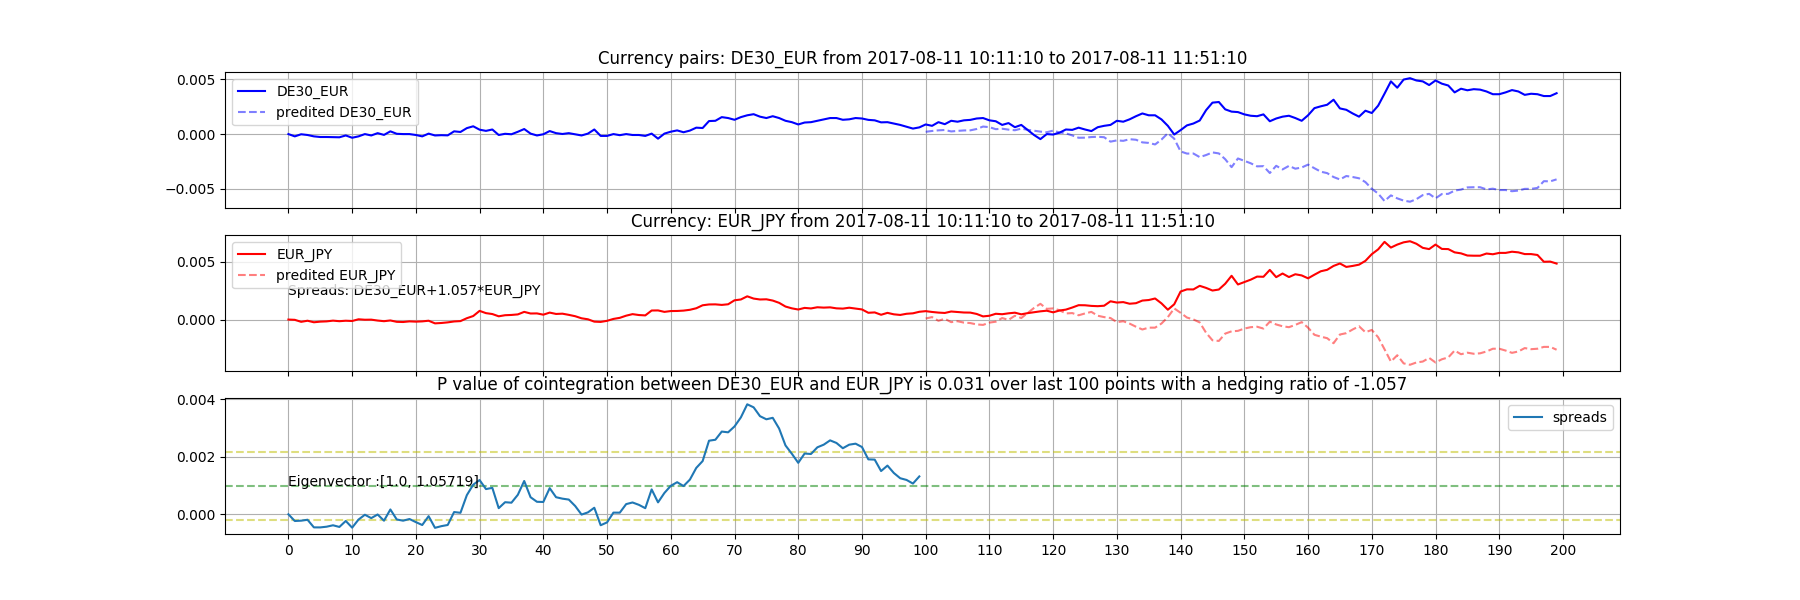 Currency pairs: DE30_EUR from 2017-08-11 10:11:10 to 2017-08-11 11:51:10
0.005
0.000
−0.005
DE30_EUR
predited DE30_EUR
Currency: EUR_JPY from 2017-08-11 10:11:10 to 2017-08-11 11:51:10
0.005
0.000
EUR_JPY
predited EUR_JPY
Spreads: DE30_EUR+1.057*EUR_JPY
P value of cointegration between DE30_EUR and EUR_JPY is 0.031 over last 100 points with a hedging ratio of -1.057
0.004
0.002
0.000
spreads
Eigenvector :[1.0, 1.05719]
0 10 20 30 40 50 60 70 80 90 100 110 120 130 140 150 160 170 180 190 200